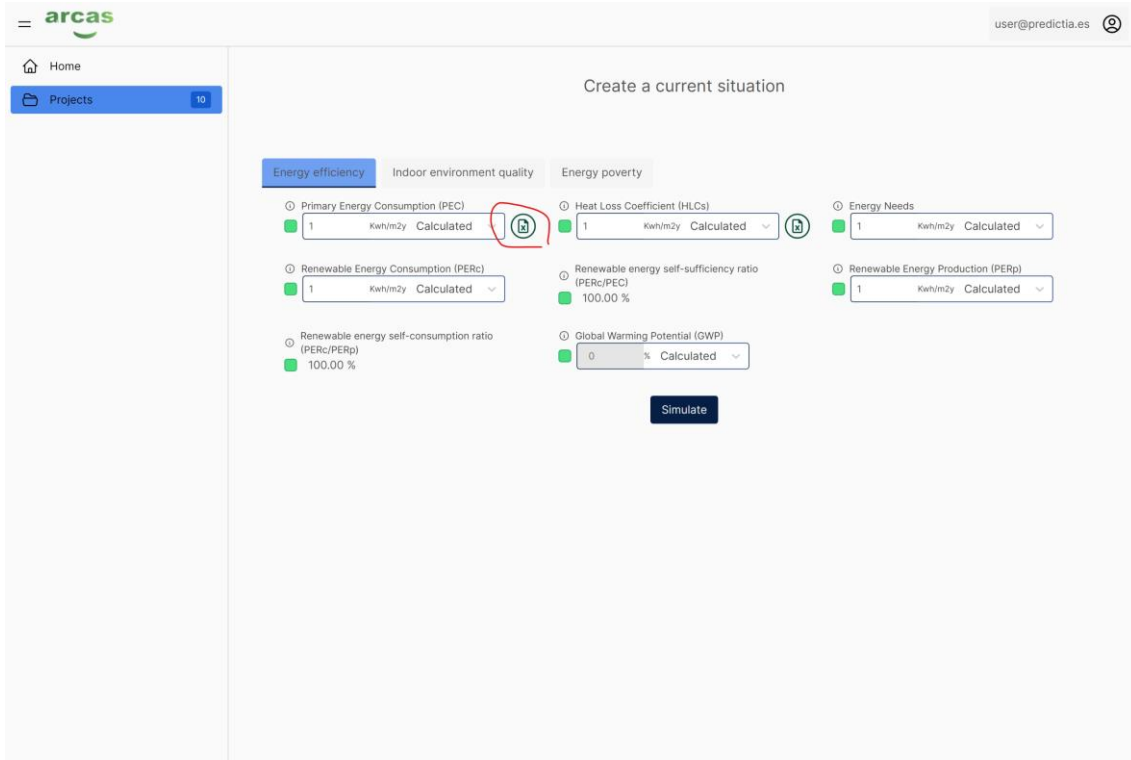 arcas
user@predictia.es
Home
Projects 10
Create a current situation
Energy efficiency Indoor environment quality Energy poverty
Primary Energy Consumption (PEC)
1 Kwh/m2y Calculated
Heat Loss Coefficient (HLCs)
1 Kwh/m2y Calculated
Energy Needs
1 Kwh/m2y Calculated
Renewable Energy Consumption (PERc)
1 Kwh/m2y Calculated
Renewable energy self-sufficiency ratio
(PERc/PEC)
100.00 %
Renewable Energy Production (PERp)
1 Kwh/m2y Calculated
Renewable energy self-consumption ratio
(PERc/PERp)
100.00 %
Global Warming Potential (GWP)
0 % Calculated
Simulate